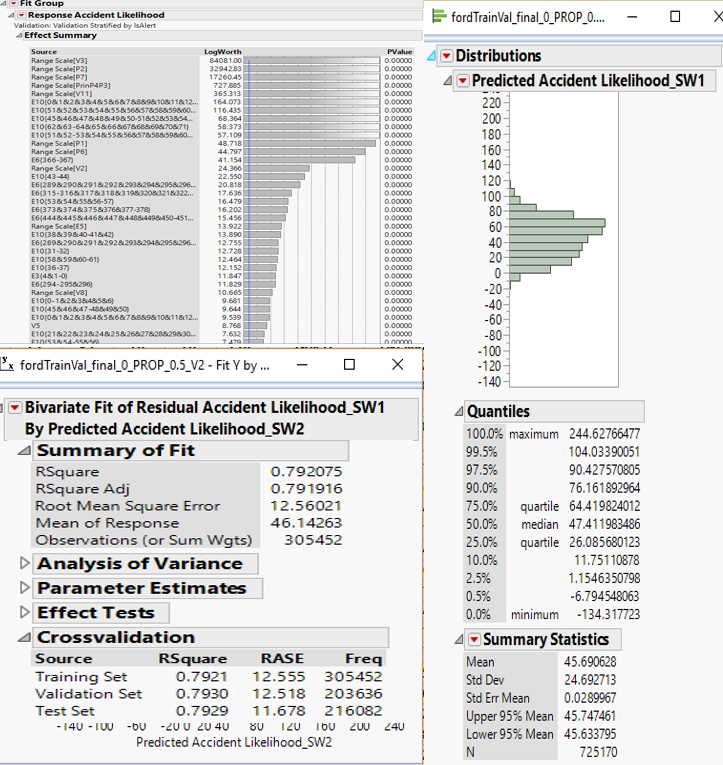 Fit Group
Response Accident Likelihood
Validation: Validation Stratified by IsAlert
Effect Summary
Source LogWorth PValue
Range Scale[V3] 84081.00 0.00000
Range Scale[P2] 32942.83 0.00000
Range Scale[P7] 17260.45 0.00000
Range Scale[PrinP4P3] 727.885 0.00000
Range Scale[V11] 365.313 0.00000
E10{0&1&2&3&4&5&6&7&8&9&10&11&12... 164.073 0.00000
E10{51&52&53&54&55&56&57&58&59&60... 116.435 0.00000
E10{45&46&47&48&49&50-51&52&53&54... 68.364 0.00000
E10{62&63-64&65&66&67&68&69&70&71} 58.373 0.00000
E10{51&52-53&54&55&56&57&58&59&60... 57.109 0.00000
Range Scale[P1] 48.718 0.00000
Range Scale[P6] 44.797 0.00000
E6{366-367} 41.154 0.00000
Range Scale[V2] 24.366 0.00000
E10{43-44} 22.550 0.00000
E6{289&290&291&292&293&294&295&296... 20.818 0.00000
E6{315-316&317&318&319&320&321&322... 17.636 0.00000
E10{53&54&55&56-57} 16.479 0.00000
E6{373&374&375&376&377-378} 16.202 0.00000
E6{444&445&446&447&448&449&450-451... 15.456 0.00000
Range Scale[E5] 13.922 0.00000
E10{38&39&40-41&42} 13.890 0.00000
E6{289&290&291&292&293&294&295&296... 12.755 0.00000
E10{31-32} 12.728 0.00000
E10{58&59&60-61} 12.464 0.00000
E10{36-37} 12.152 0.00000
E3{4&1-0} 11.847 0.00000
E6{294-295&296} 11.829 0.00000
Range Scale[V8] 10.665 0.00000
E10{0-1&2&3&4&5&6} 9.681 0.00000
E10{45&46&47-48&49&50} 9.644 0.00000
E10{0&1&2&3&4&5&6&7&8&9&10&11&12... 9.539 0.00000
V5 8.768 0.00000
E10{21&22&23&24&25&26&27&28&29&30... 7.632 0.00000
E10{53&54-55&56} 7.479 0.00000
fordTrainVal_final_0_PROP_0.5_V2 - Fit Y by ...
Bivariate Fit of Residual Accident Likelihood_SW1
By Predicted Accident Likelihood_SW2
Summary of Fit
RSquare 0.792075
RSquare Adj 0.791916
Root Mean Square Error 12.56021
Mean of Response 46.14263
Observations (or Sum Wgts) 305452
Analysis of Variance
Parameter Estimates
Effect Tests
Crossvalidation
Source RSquare RASE Freq
Training Set 0.7921 12.555 305452
Validation Set 0.7930 12.518 203636
Test Set 0.7929 11.678 216082
-140 -100 -60 -20 0 20 40 80 120 160 200 240
Predicted Accident Likelihood_SW2
fordTrainVal_final_0_PROP_0....
Distributions
Predicted Accident Likelihood_SW1
220
200
180
160
140
120
100
80
60
40
20
0
-20
-40
-60
-80
-100
-120
-140
Quantiles
100.0% maximum 244.62766477
99.5% 104.03390051
97.5% 90.427570805
90.0% 76.161892964
75.0% quartile 64.419824012
50.0% median 47.411983486
25.0% quartile 26.085680123
10.0% 11.75110878
2.5% 1.1546350798
0.5% -6.794548063
0.0% minimum -134.317723
Summary Statistics
Mean 45.690628
Std Dev 24.692713
Std Err Mean 0.0289967
Upper 95% Mean 45.747461
Lower 95% Mean 45.633795
N 725170